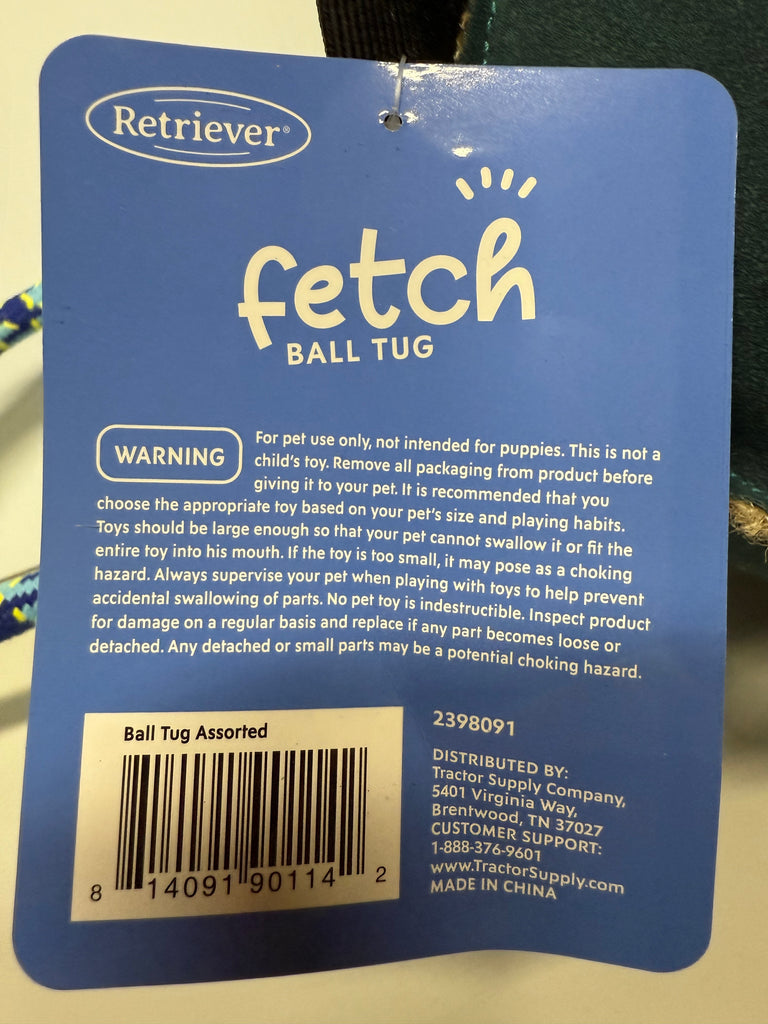 Retriever®
fetch
BALL TUG
WARNING
For pet use only, not intended for puppies. This is not a
child's toy. Remove all packaging from product before
giving it to your pet. It is recommended that you
choose the appropriate toy based on your pet's size and playing habits.
Toys should be large enough so that your pet cannot swallow it or fit the
entire toy into his mouth. If the toy is too small, it may pose as a choking
hazard. Always supervise your pet when playing with toys to help prevent
accidental swallowing of parts. No pet toy is indestructible. Inspect product
for damage on a regular basis and replace if any part becomes loose or
detached. Any detached or small parts may be a potential choking hazard.
Ball Tug Assorted
8 14091 90114 2
2398091
DISTRIBUTED BY:
Tractor Supply Company,
5401 Virginia Way,
Brentwood, TN 37027
CUSTOMER SUPPORT:
1-888-376-9601
www.TractorSupply.com
MADE IN CHINA